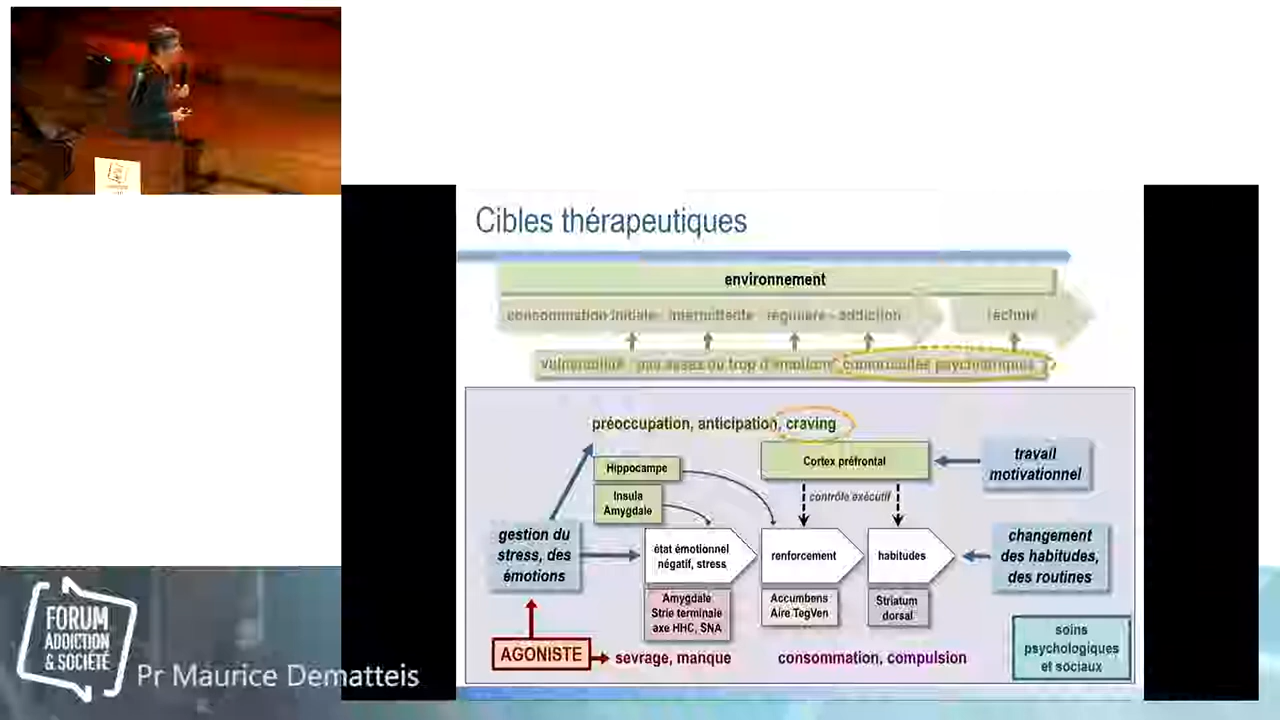 Cibles thérapeutiques
environnement
consommation initiale - intermittente - régulière - addiction
rechute
vulnérabilité - pas assez ou trop d'émotions
comorbidités psychiatriques
préoccupation, anticipation, craving
Hippocampe
Cortex préfrontal
travail
motivationnel
Insula
Amygdale
contrôle exécutif
gestion du
stress, des
émotions
état émotionnel
négatif, stress
renforcement
habitudes
changement
des habitudes,
des routines
Amygdale
Strie terminale
axe HHC, SNA
Accumbens
Aire TegVen
Striatum
dorsal
AGONISTE
sevrage, manque
consommation, compulsion
soins
psychologiques
et sociaux
FORUM
ADDICTION
& SOCIÉTÉ
Pr Maurice Dematteis